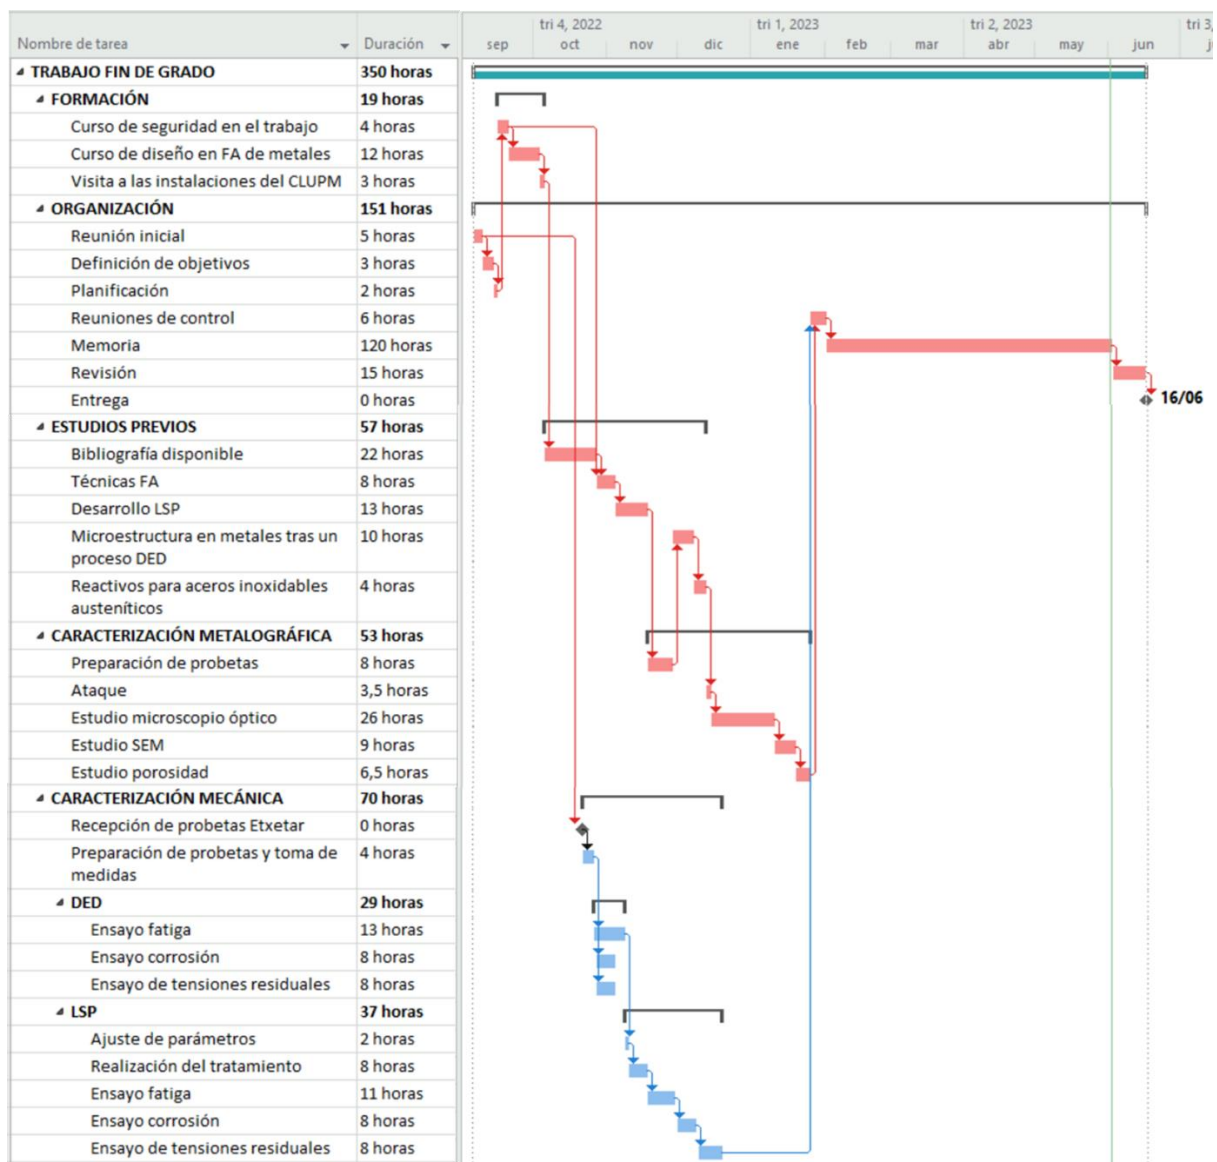 tri 4, 2022 tri 1, 2023 tri 2, 2023 tri 3,
Nombre de tarea Duración sep oct nov dic ene feb mar abr may jun
TRABAJO FIN DE GRADO 350 horas
FORMACIÓN 19 horas
Curso de seguridad en el trabajo 4 horas
Curso de diseño en FA de metales 12 horas
Visita a las instalaciones del CLUPM 3 horas
ORGANIZACIÓN 151 horas
Reunión inicial 5 horas
Definición de objetivos 3 horas
Planificación 2 horas
Reuniones de control 6 horas
Memoria 120 horas
Revisión 15 horas
Entrega 0 horas 16/06
ESTUDIOS PREVIOS 57 horas
Bibliografía disponible 22 horas
Técnicas FA 8 horas
Desarrollo LSP 13 horas
Microestructura en metales tras un 10 horas
proceso DED
Reactivos para aceros inoxidables 4 horas
austeníticos
CARACTERIZACIÓN METALOGRÁFICA 53 horas
Preparación de probetas 8 horas
Ataque 3,5 horas
Estudio microscopio óptico 26 horas
Estudio SEM 9 horas
Estudio porosidad 6,5 horas
CARACTERIZACIÓN MECÁNICA 70 horas
Recepción de probetas Etxetar 0 horas
Preparación de probetas y toma de 4 horas
medidas
DED 29 horas
Ensayo fatiga 13 horas
Ensayo corrosión 8 horas
Ensayo de tensiones residuales 8 horas
LSP 37 horas
Ajuste de parámetros 2 horas
Realización del tratamiento 8 horas
Ensayo fatiga 11 horas
Ensayo corrosión 8 horas
Ensayo de tensiones residuales 8 horas